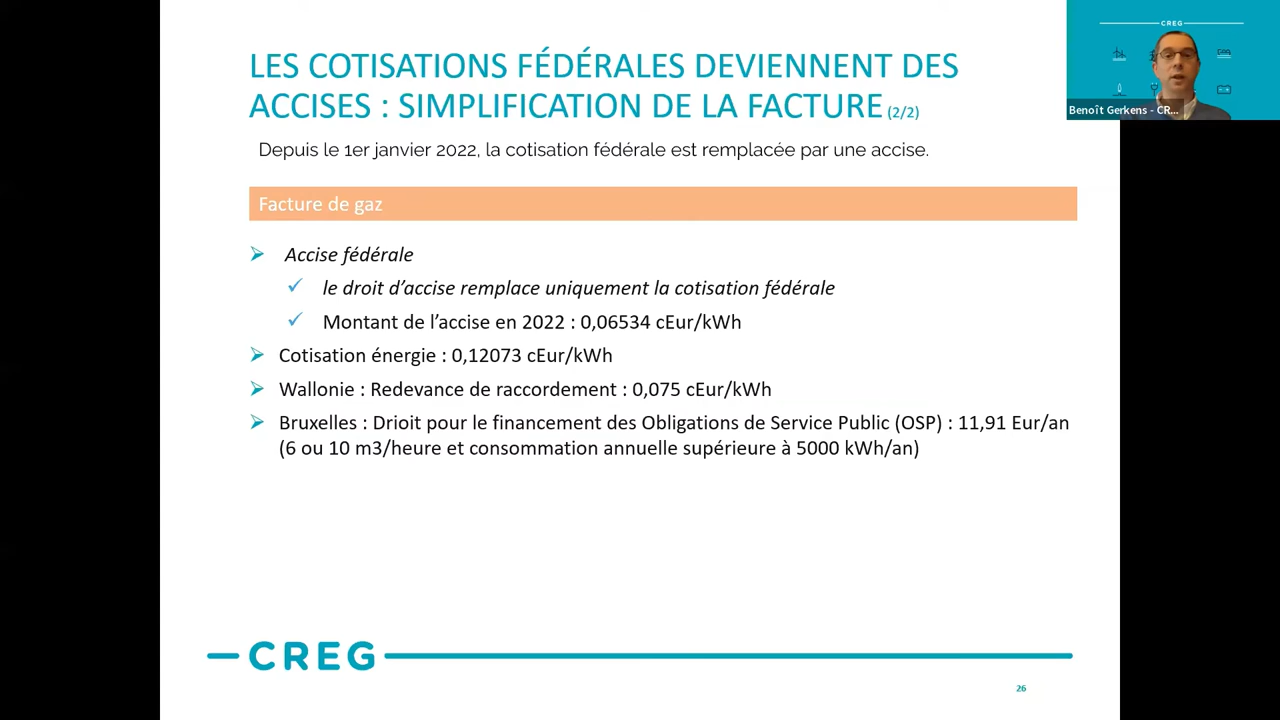 LES COTISATIONS FÉDÉRALES DEVIENNENT DES
ACCISES : SIMPLIFICATION DE LA FACTURE (2/2)
Depuis le 1er janvier 2022, la cotisation fédérale est remplacée par une accise.
Facture de gaz
Accise fédérale
le droit d'accise remplace uniquement la cotisation fédérale
Montant de l'accise en 2022 : 0,06534 cEur/kWh
Cotisation énergie : 0,12073 cEur/kWh
Wallonie : Redevance de raccordement : 0,075 cEur/kWh
Bruxelles : Drioit pour le financement des Obligations de Service Public (OSP) : 11,91 Eur/an
(6 ou 10 m3/heure et consommation annuelle supérieure à 5000 kWh/an)
CREG
26
CREG
Benoît Gerkens - CR...